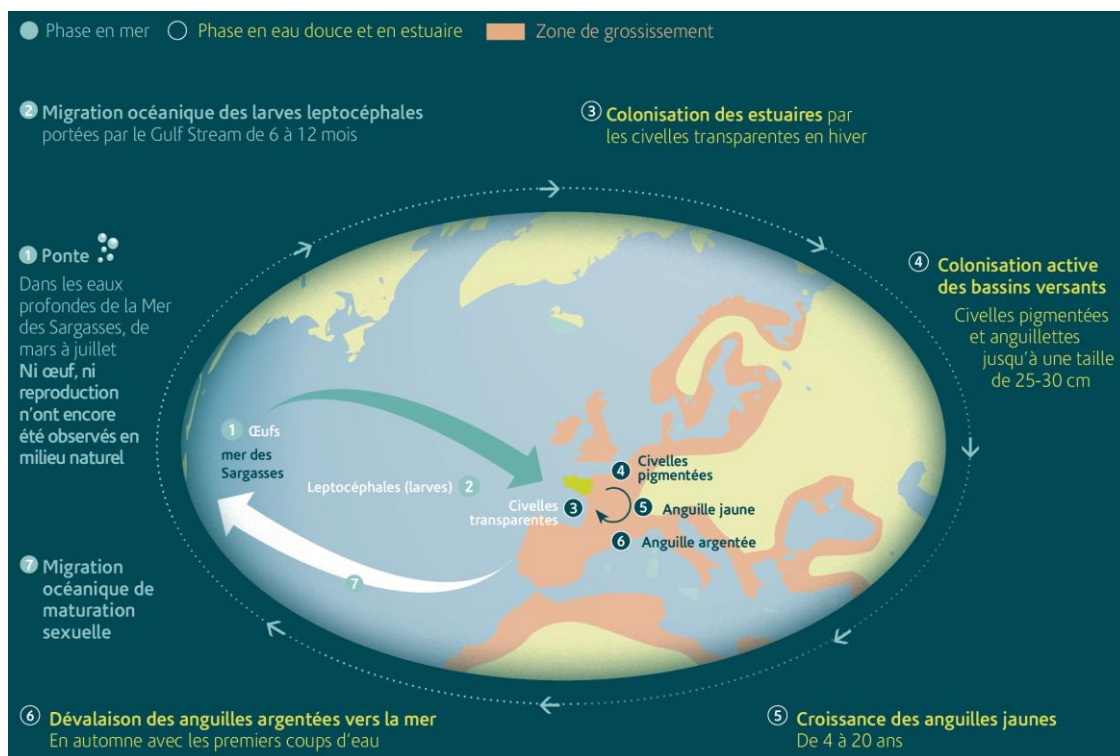 Phase en mer
Phase en eau douce et en estuaire
Zone de grossissement
2 Migration océanique des larves leptocéphales
portées par le Gulf Stream de 6 à 12 mois
3 Colonisation des estuaires par
les civelles transparentes en hiver
1 Ponte
Dans les eaux
profondes de la Mer
des Sargasses, de
mars à juillet
Ni œuf, ni
reproduction
n'ont encore
été observés en
milieu naturel
4 Colonisation active
des bassins versants
Civelles pigmentées
et anguillettes
jusqu'à une taille
de 25-30 cm
1 Œufs
mer des
Sargasses
Leptocéphales (larves) 2
Civelles
transparentes 3
4 Civelles
pigmentées
5 Anguille jaune
6 Anguille argentée
7
7 Migration
océanique de
maturation
sexuelle
6 Dévalaison des anguilles argentées vers la mer
En automne avec les premiers coups d'eau
5 Croissance des anguilles jaunes
De 4 à 20 ans